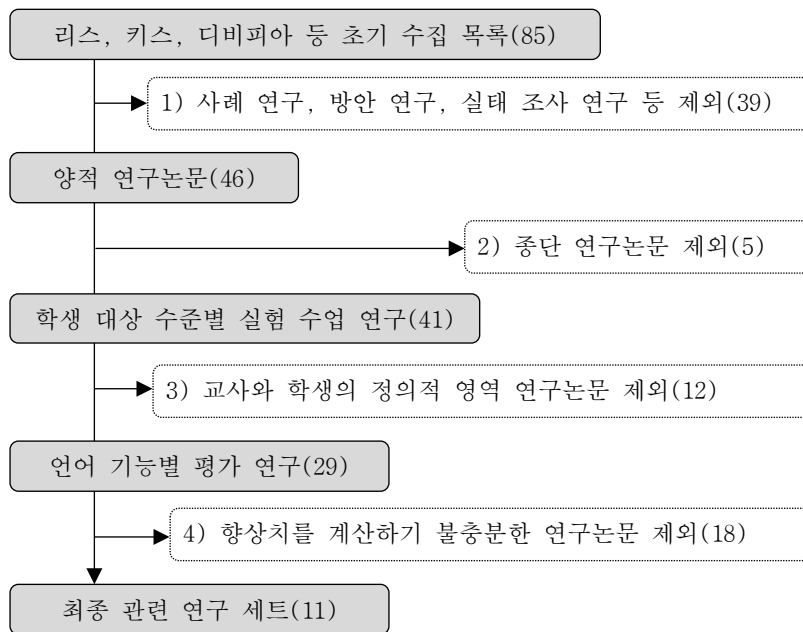 리스, 키스, 디비피아 등 초기 수집 목록(85)
1) 사례 연구, 방안 연구, 실태 조사 연구 등 제외(39)
양적 연구논문(46)
2) 종단 연구논문 제외(5)
학생 대상 수준별 실험 수업 연구(41)
3) 교사와 학생의 정의적 영역 연구논문 제외(12)
언어 기능별 평가 연구(29)
4) 향상치를 계산하기 불충분한 연구논문 제외(18)
최종 관련 연구 세트(11)